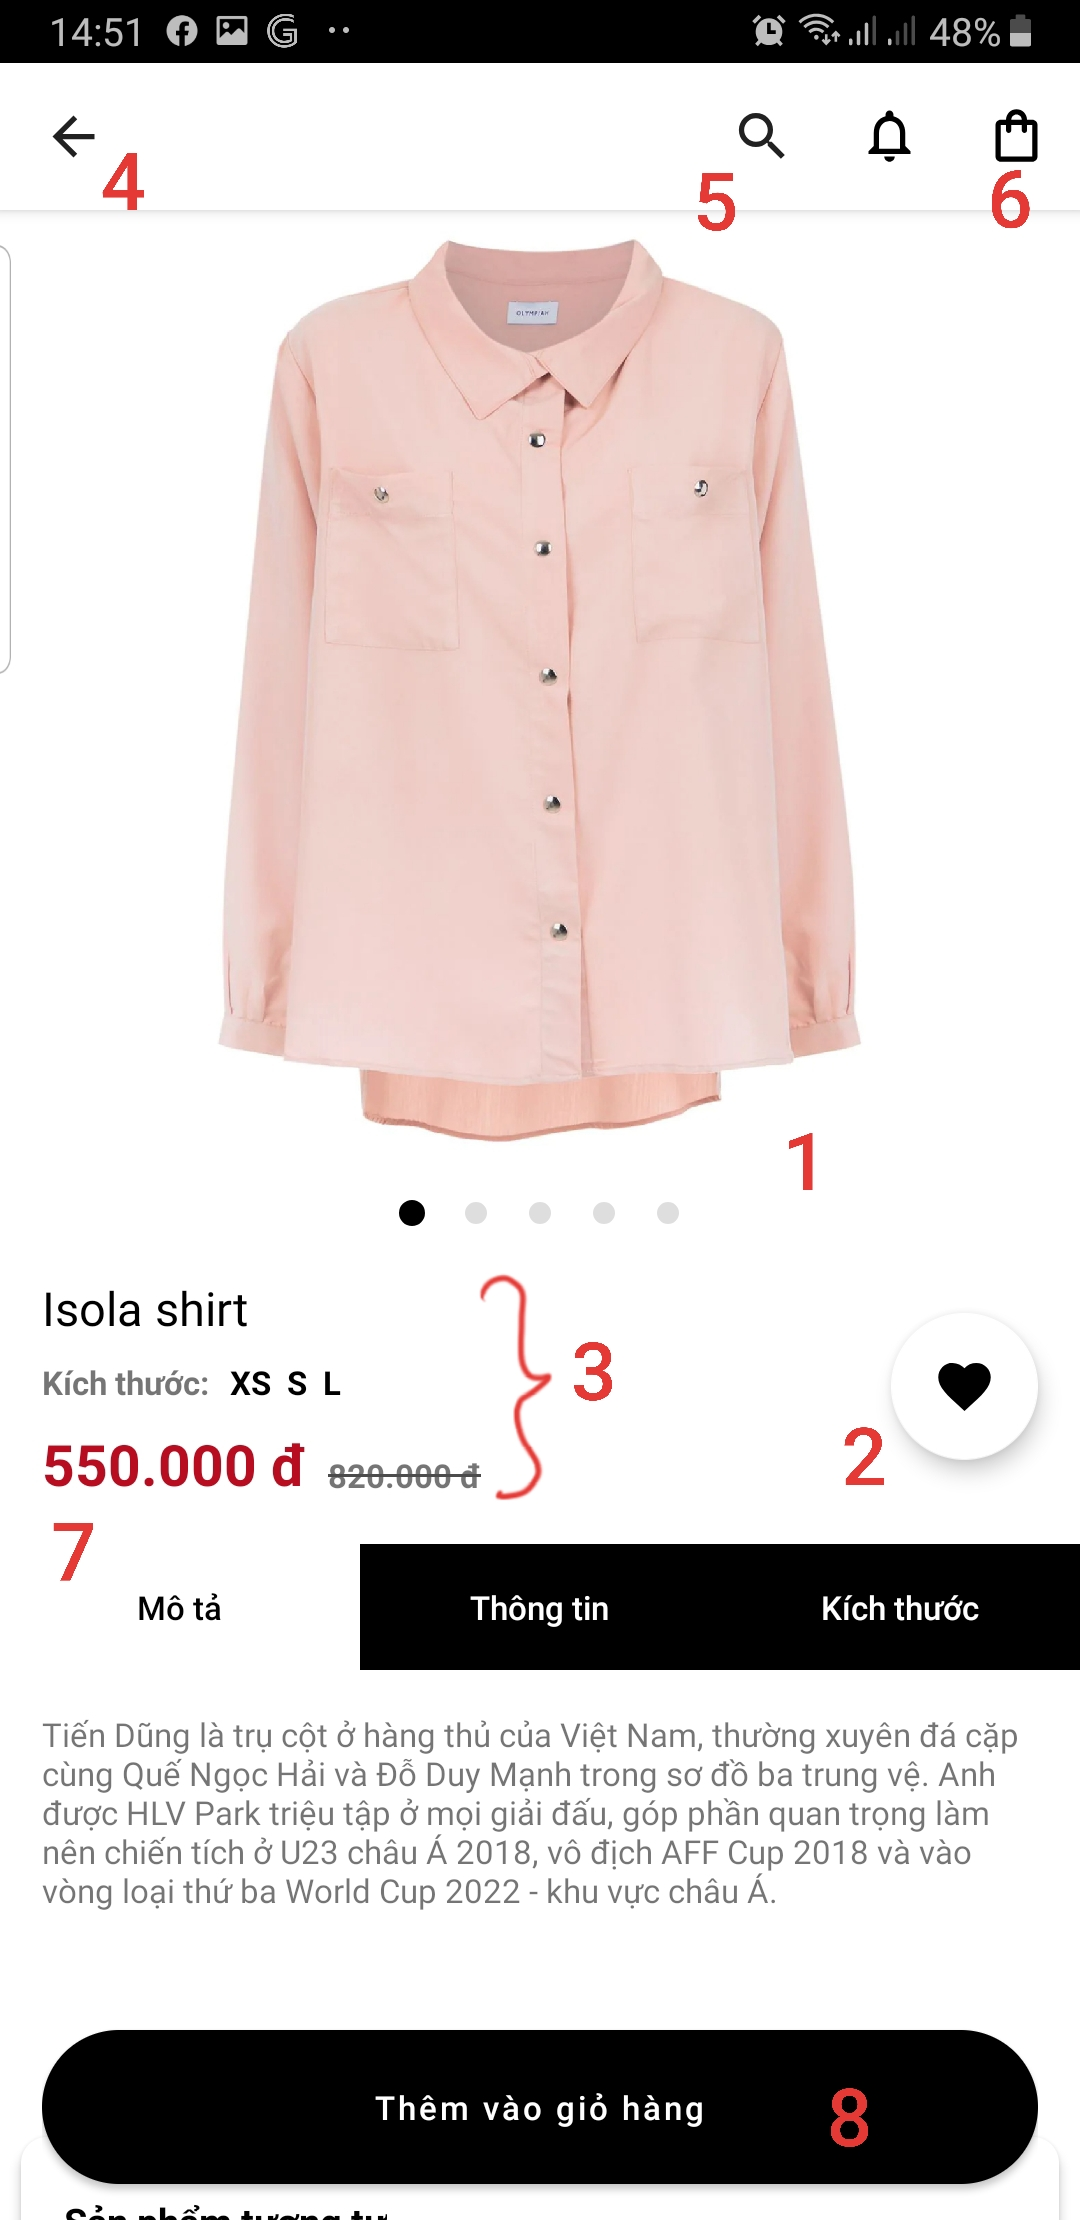 14:51
48%
4
5
6
OLYMPIAH
1
Isola shirt
3
Kích thước: XS S L
2
550.000 đ 820.000 đ
7
Mô tả Thông tin Kích thước
Tiến Dũng là trụ cột ở hàng thủ của Việt Nam, thường xuyên đá cặp
cùng Quế Ngọc Hải và Đỗ Duy Mạnh trong sơ đồ ba trung vệ. Anh
được HLV Park triệu tập ở mọi giải đấu, góp phần quan trọng làm
nên chiến tích ở U23 châu Á 2018, vô địch AFF Cup 2018 và vào
vòng loại thứ ba World Cup 2022 - khu vực châu Á.
Thêm vào giỏ hàng
8
Sản phẩm tương tự